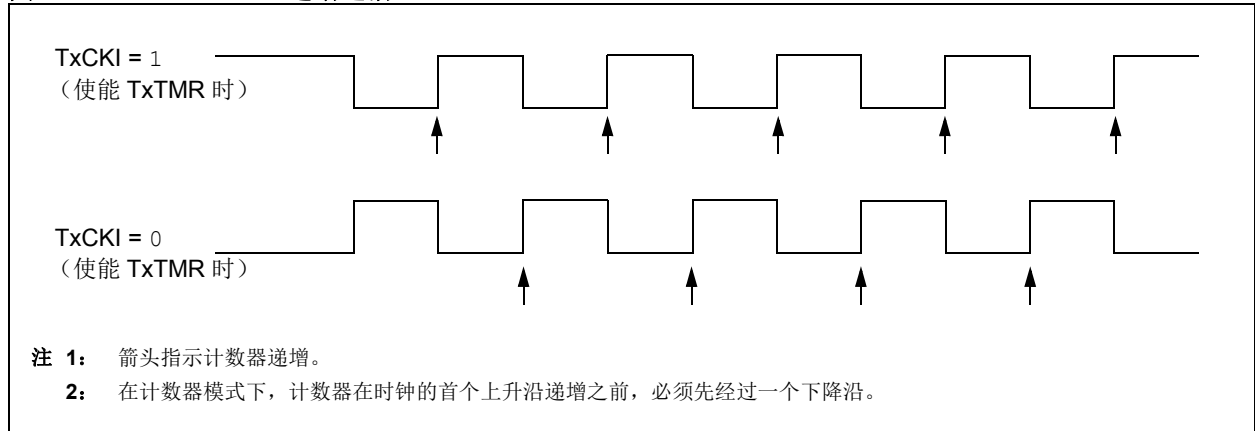 TxCKI = 1
（使能 TxTMR 时）
TxCKI = 0
（使能 TxTMR 时）
注 1： 箭头指示计数器递增。
2： 在计数器模式下，计数器在时钟的首个上升沿递增之前，必须先经过一个下降沿。